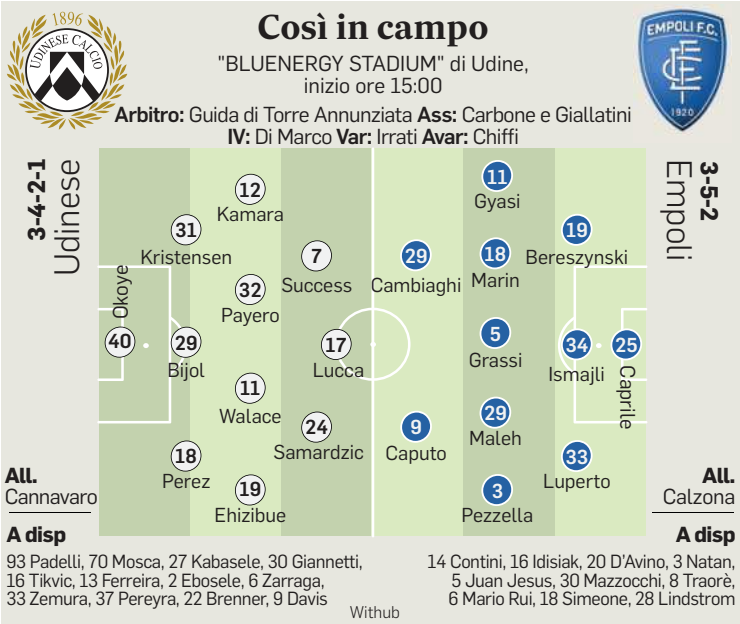 1896
UDINESE CALCIO
EMPOLI F.C.
1920
Così in campo
"BLUENERGY STADIUM" di Udine,
inizio ore 15:00
Arbitro: Guida di Torre Annunziata Ass: Carbone e Giallatini
IV: Di Marco Var: Irrati Avar: Chiffi
3-4-2-1
Udinese
3-5-2
Empoli
40
Okoye
31
Kristensen
29
Bijol
18
Perez
12
Kamara
32
Payero
11
Walace
19
Ehizibue
7
Success
24
Samardzic
17
Lucca
29
Cambiaghi
9
Caputo
11
Gyasi
18
Marin
5
Grassi
29
Maleh
3
Pezzella
19
Bereszynski
34
Ismajli
33
Luperto
25
Caprile
All.
Cannavaro
A disp
93 Padelli, 70 Mosca, 27 Kabasele, 30 Giannetti,
16 Tikvic, 13 Ferreira, 2 Ebosele, 6 Zarraga,
33 Zemura, 37 Pereyra, 22 Brenner, 9 Davis
All.
Calzona
A disp
14 Contini, 16 Idisiak, 20 D'Avino, 3 Natan,
5 Juan Jesus, 30 Mazzocchi, 8 Traorè,
6 Mario Rui, 18 Simeone, 28 Lindstrom
Withub